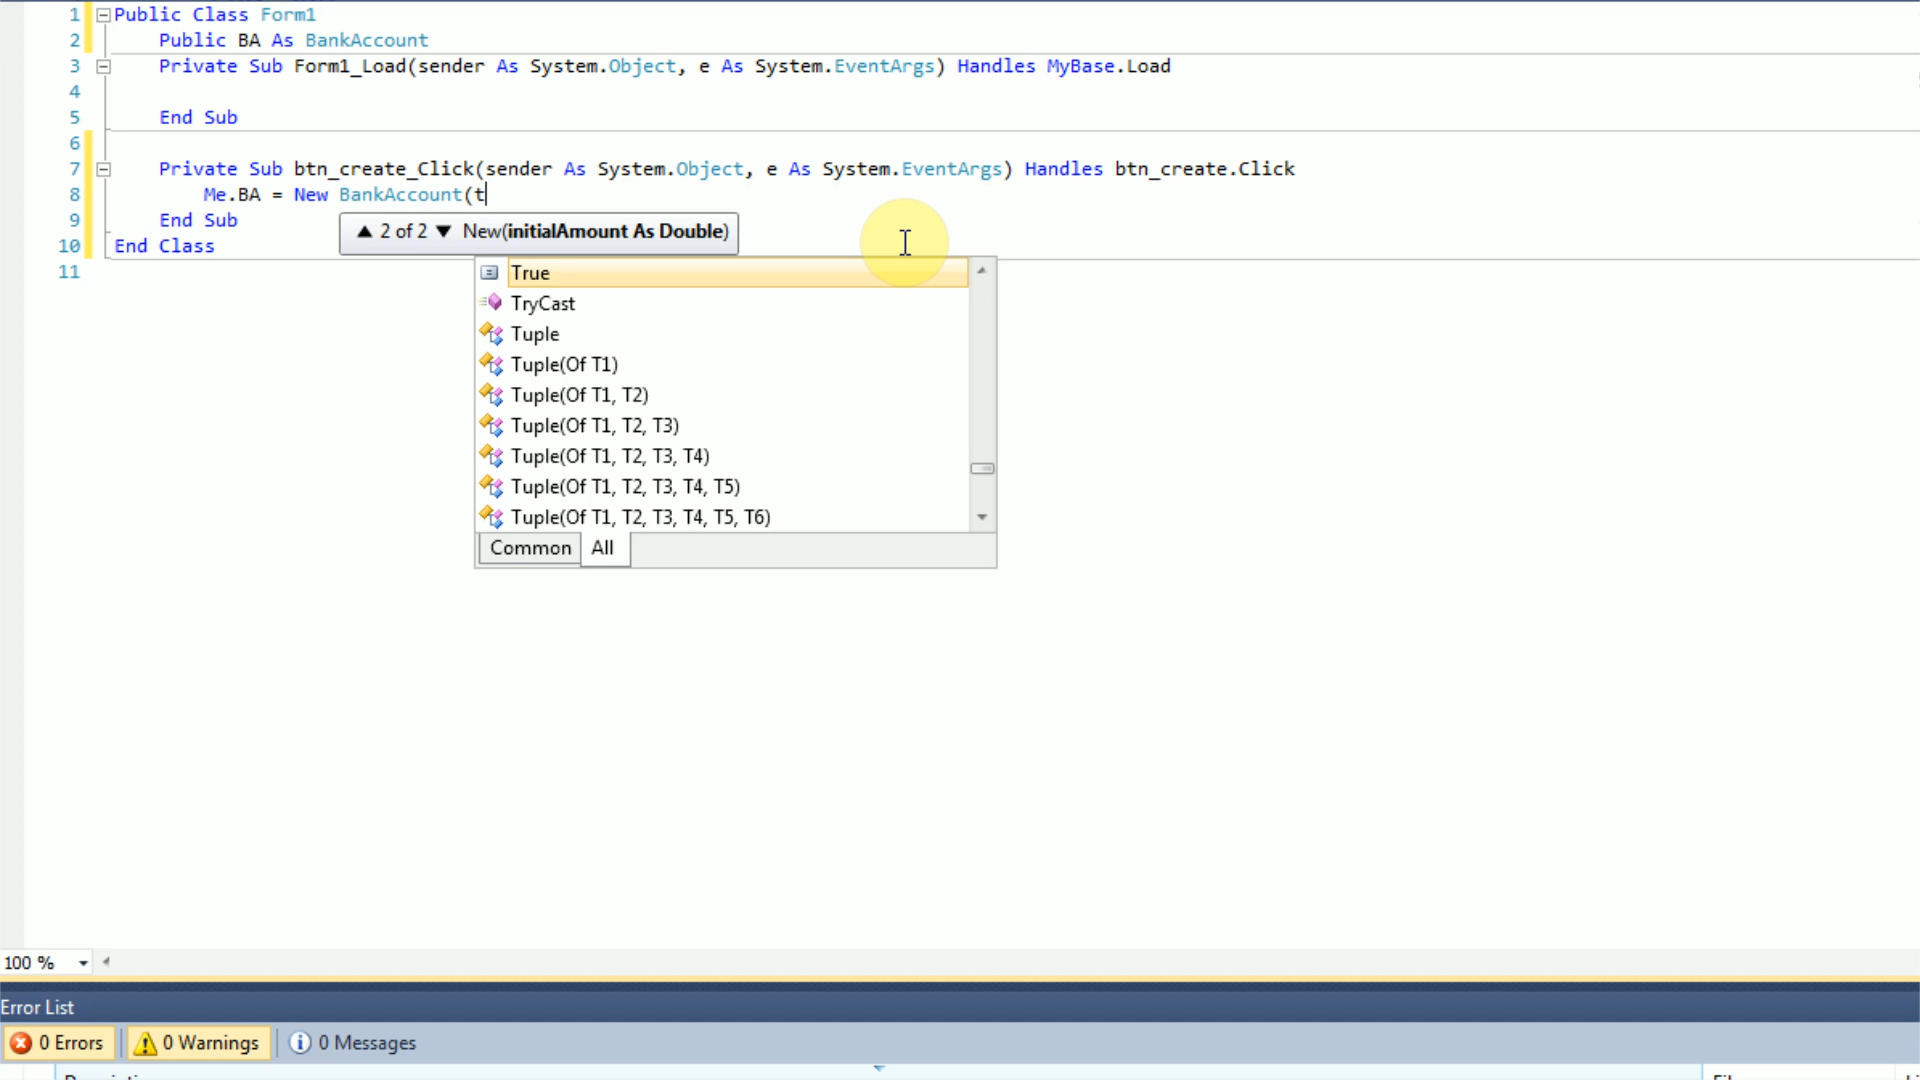 1 Public Class Form1
2 Public BA As BankAccount
3 Private Sub Form1_Load(sender As System.Object, e As System.EventArgs) Handles MyBase.Load
4
5 End Sub
6
7 Private Sub btn_create_Click(sender As System.Object, e As System.EventArgs) Handles btn_create.Click
8 Me.BA = New BankAccount(t
9 End Sub
▲ 2 of 2 ▼ New(initialAmount As Double)
10 End Class
11
True
TryCast
Tuple
Tuple(Of T1)
Tuple(Of T1, T2)
Tuple(Of T1, T2, T3)
Tuple(Of T1, T2, T3, T4)
Tuple(Of T1, T2, T3, T4, T5)
Tuple(Of T1, T2, T3, T4, T5, T6)
Common All
100 %
Error List
0 Errors 0 Warnings 0 Messages